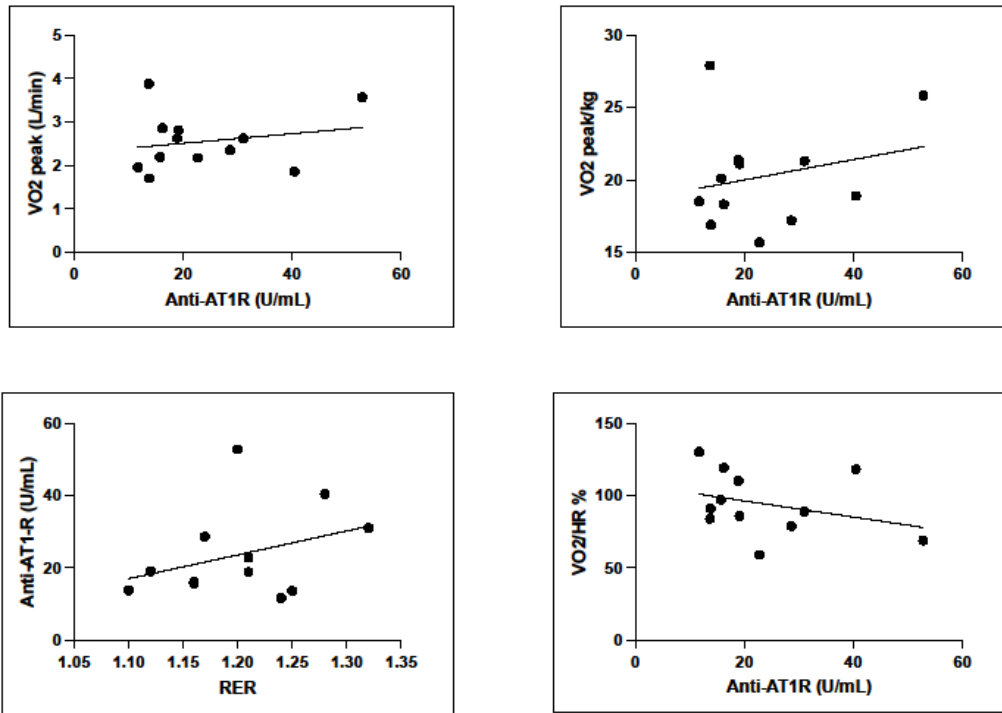 VO2 peak (L/min)
5
4
3
2
1
0
0 20 40 60
Anti-AT1R (U/mL)
VO2 peak/kg
30
25
20
15
0 20 40 60
Anti-AT1R (U/mL)
Anti-AT1-R (U/mL)
60
40
20
0
1.05 1.10 1.15 1.20 1.25 1.30 1.35
RER
VO2/HR %
150
100
50
0
0 20 40 60
Anti-AT1R (U/mL)